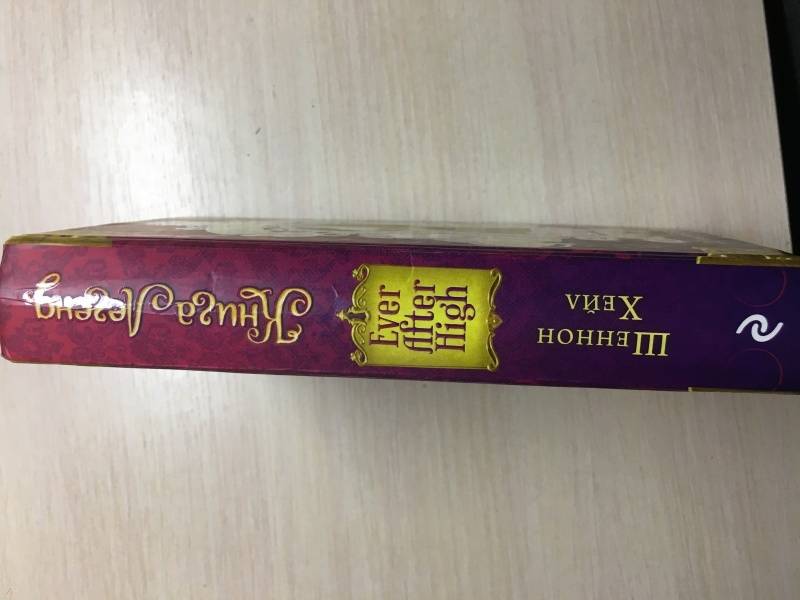 Шеннон
Хейл
Ever
After
High
Книга Легенд